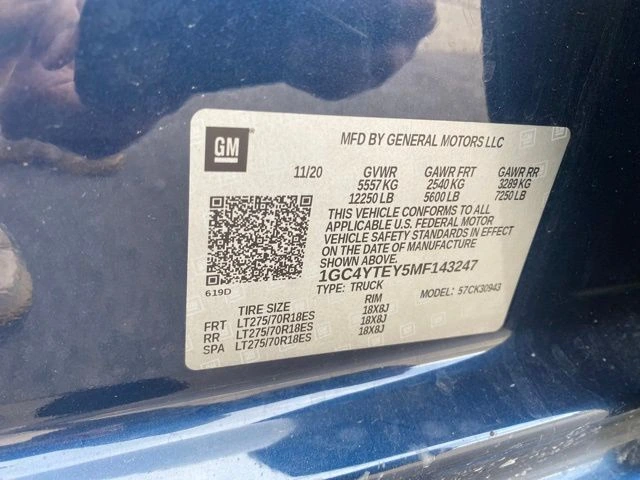 GM
MFD BY GENERAL MOTORS LLC
11/20 GVWR GAWR FRT GAWR RR
5557 KG 2540 KG 3289 KG
12250 LB 5600 LB 7250 LB
THIS VEHICLE CONFORMS TO ALL
APPLICABLE U.S. FEDERAL MOTOR
VEHICLE SAFETY STANDARDS IN EFFECT
ON THE DATE OF MANUFACTURE
SHOWN ABOVE.
1GC4YTEY5MF143247
619D
TYPE: TRUCK MODEL: 57CK30943
TIRE SIZE RIM
FRT LT275/70R18ES 18X8J
RR LT275/70R18ES 18X8J
SPA LT275/70R18ES 18X8J